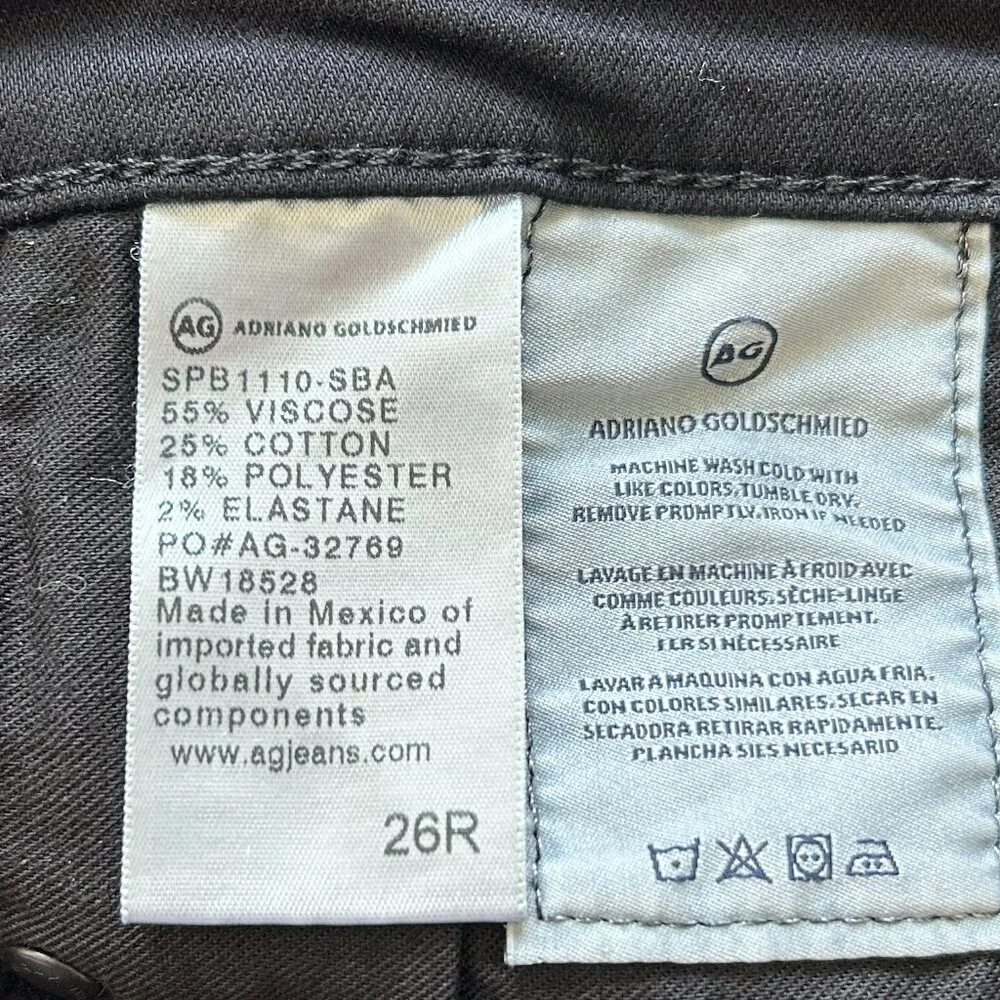 AG ADRIANO GOLDSCHMIED
SPB1110-SBA
55% VISCOSE
25% COTTON
18% POLYESTER
2% ELASTANE
PO#AG-32769
BW18528
Made in Mexico of
imported fabric and
globally sourced
components
www.agjeans.com
26R
AG
ADRIANO GOLDSCHMIED
MACHINE WASH COLD WITH
LIKE COLORS. TUMBLE DRY.
REMOVE PROMPTLY. IRON IF NEEDED
LAVAGE EN MACHINE À FROID AVEC
COMME COULEURS. SÈCHE-LINGE
À RETIRER PROMPTEMENT.
FER SI NÉCESSAIRE
LAVAR A MAQUINA CON AGUA FRIA.
CON COLORES SIMILARES. SECAR EN
SECADORA RETIRAR RAPIDAMENTE.
PLANCHA SIES NECESARIO